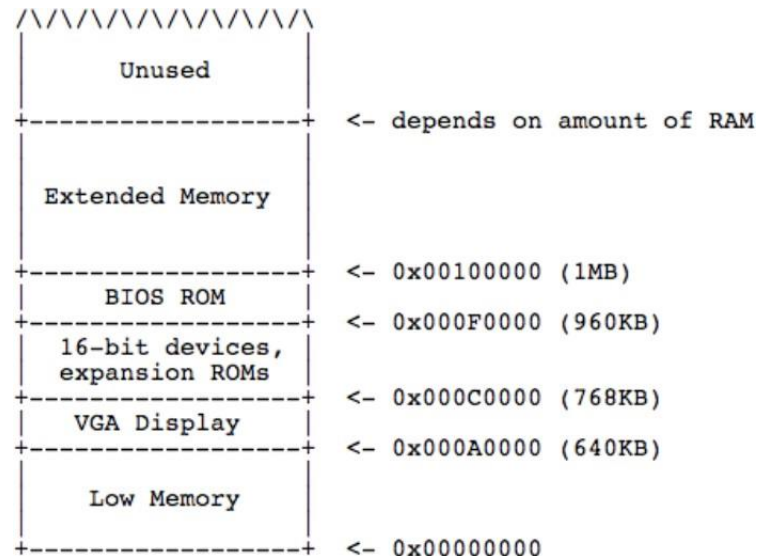 /\/\/\/\/\/\/\/\/\/\
Unused
+------------------+ <- depends on amount of RAM
Extended Memory
+------------------+ <- 0x00100000 (1MB)
| BIOS ROM |
+------------------+ <- 0x000F0000 (960KB)
| 16-bit devices, |
| expansion ROMs |
+------------------+ <- 0x000C0000 (768KB)
| VGA Display |
+------------------+ <- 0x000A0000 (640KB)
| Low Memory |
+------------------+ <- 0x00000000